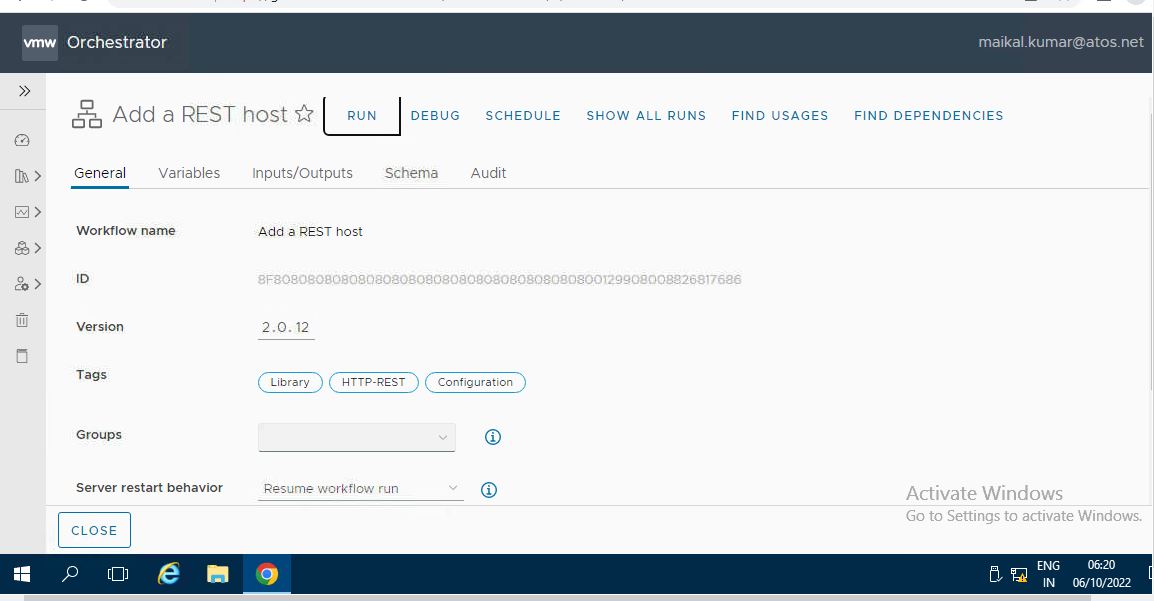 vmw Orchestrator maikal.kumar@atos.net
Add a REST host RUN DEBUG SCHEDULE SHOW ALL RUNS FIND USAGES FIND DEPENDENCIES
General Variables Inputs/Outputs Schema Audit
Workflow name Add a REST host
ID
Version 2.0.12
Tags Library HTTP-REST Configuration
Groups
Server restart behavior Resume workflow run
Activate Windows
Go to Settings to activate Windows.
CLOSE
ENG 06:20
IN 06/10/2022